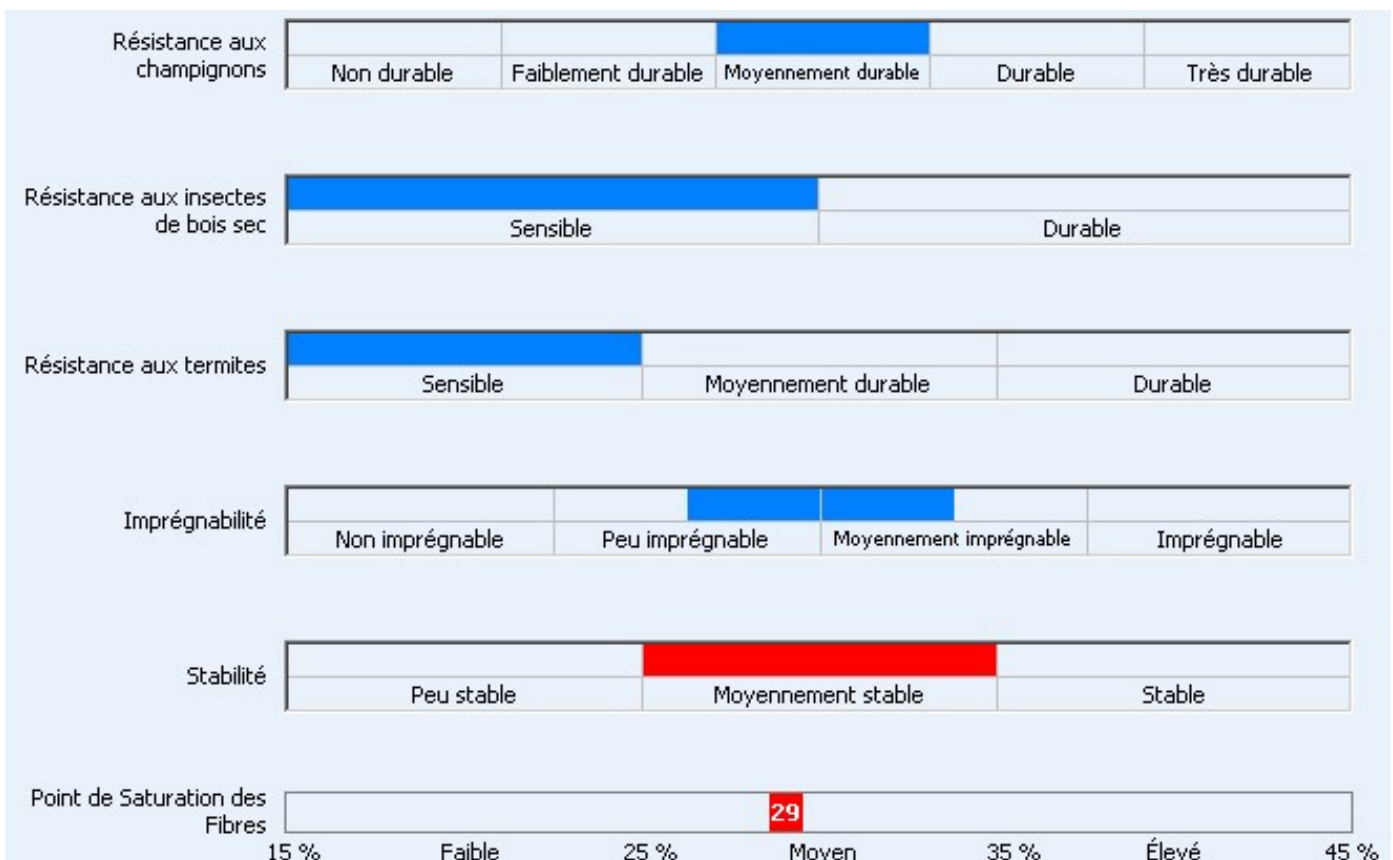 Résistance aux
champignons
Non durable Faiblement durable Moyennement durable Durable Très durable
Résistance aux insectes
de bois sec
Sensible Durable
Résistance aux termites
Sensible Moyennement durable Durable
Imprégnabilité
Non imprégnable Peu imprégnable Moyennement imprégnable Imprégnable
Stabilité
Peu stable Moyennement stable Stable
Point de Saturation des
Fibres
29
15 % Faible 25 % Moyen 35 % Élevé 45 %